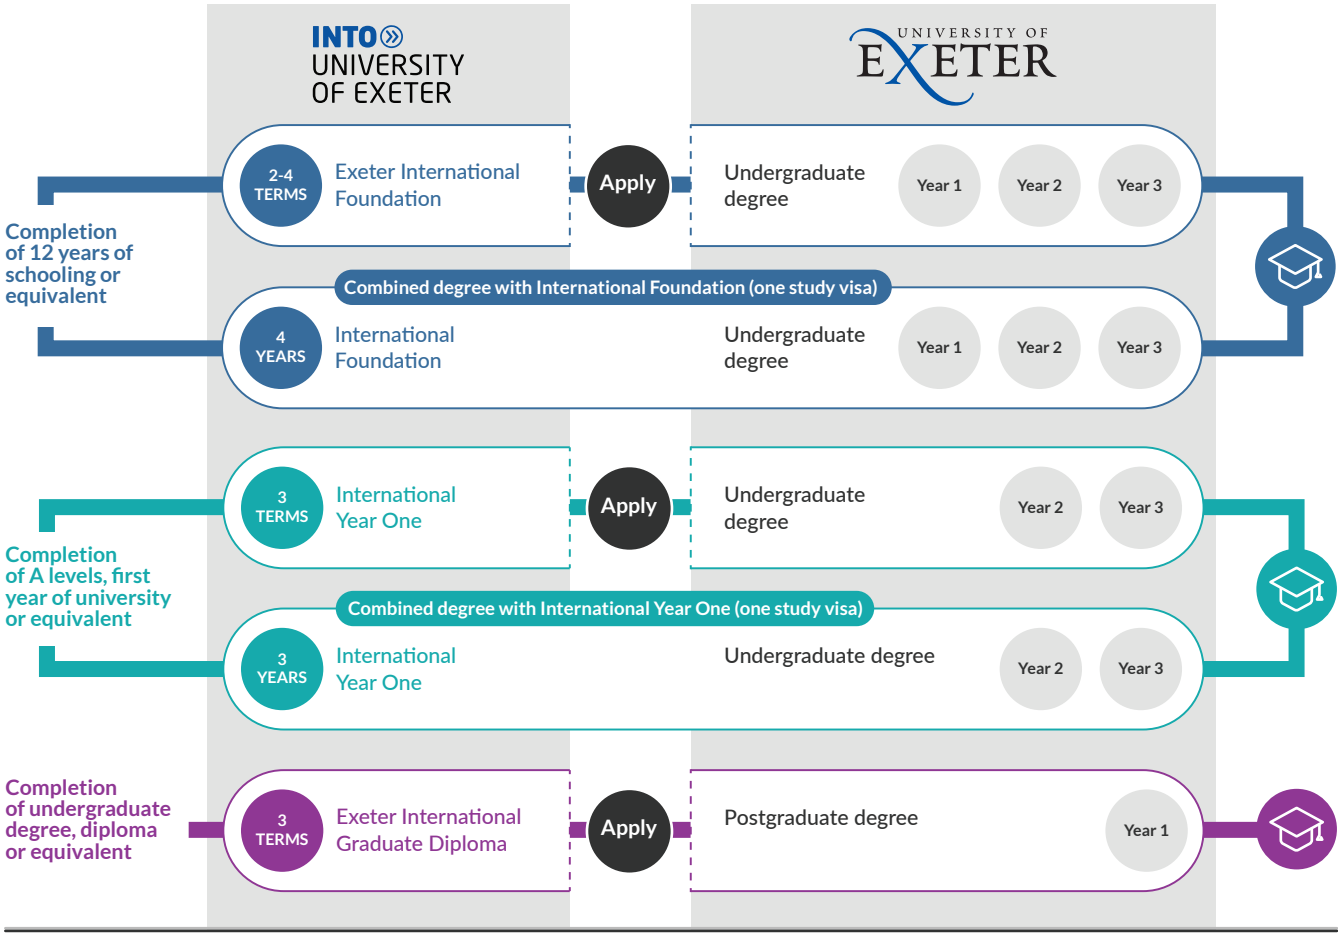 INTO
UNIVERSITY
OF EXETER
UNIVERSITY OF
EXETER
Completion
of 12 years of
schooling or
equivalent
2-4
TERMS
Exeter International
Foundation
Apply
Undergraduate
degree
Year 1
Year 2
Year 3
Combined degree with International Foundation (one study visa)
4
YEARS
International
Foundation
Undergraduate
degree
Year 1
Year 2
Year 3
Completion
of A levels, first
year of university
or equivalent
3
TERMS
International
Year One
Apply
Undergraduate
degree
Year 2
Year 3
Combined degree with International Year One (one study visa)
3
YEARS
International
Year One
Undergraduate degree
Year 2
Year 3
Completion
of undergraduate
degree, diploma
or equivalent
3
TERMS
Exeter International
Graduate Diploma
Apply
Postgraduate degree
Year 1